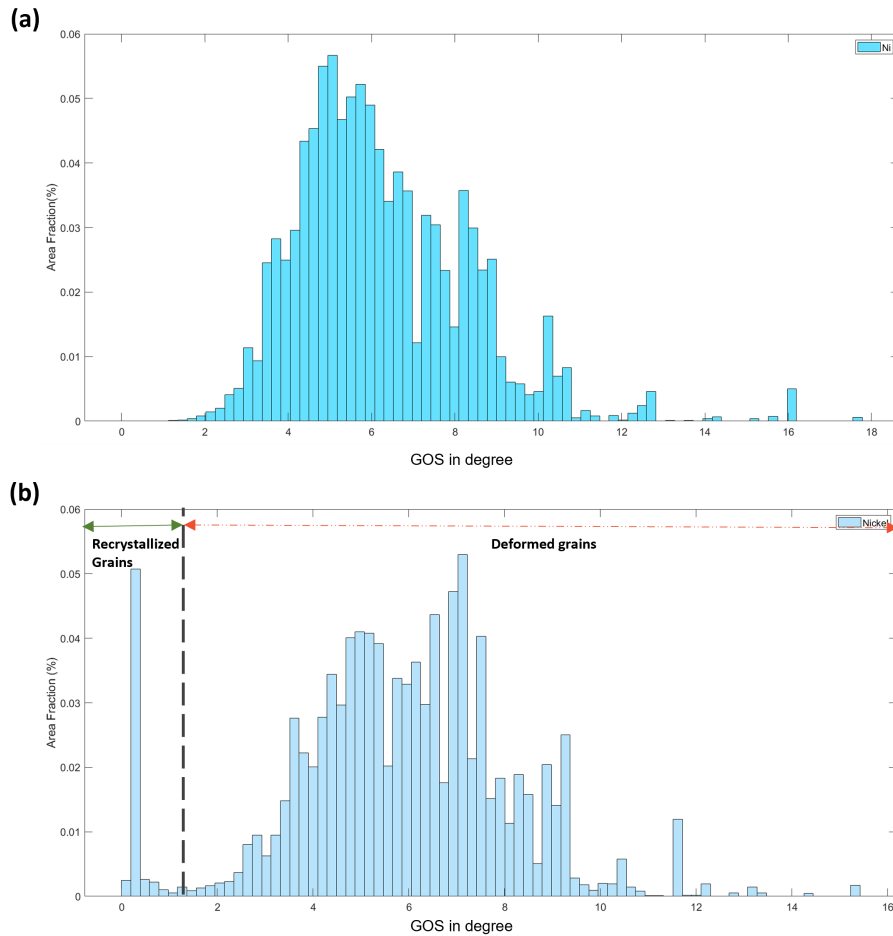 (a)
0.06
0.05
0.04
0.03
0.02
0.01
0
Area Fraction(%)
Ni
0 2 4 6 8 10 12 14 16 18
GOS in degree
(b)
0.06
0.05
0.04
0.03
0.02
0.01
0
Area Fraction (%)
Recrystallized
Grains
Deformed grains
Nickel
0 2 4 6 8 10 12 14 16
GOS in degree